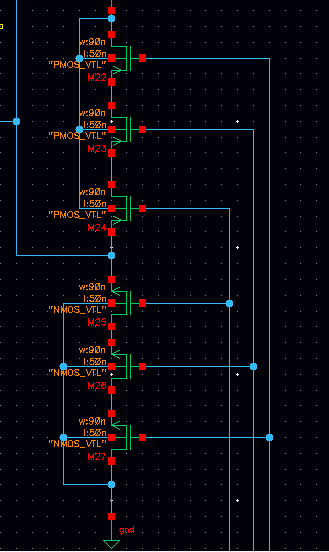 w:90n
l:50n
"PMOS_VTL"
M22
w:90n
l:50n
"PMOS_VTL"
M23
w:90n
l:50n
"PMOS_VTL"
M24
w:90n
l:50n
"NMOS_VTL"
M25
w:90n
l:50n
"NMOS_VTL"
M26
w:90n
l:50n
"NMOS_VTL"
M27
gnd